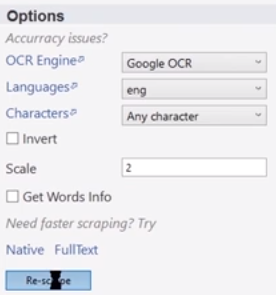 Options
Accurracy issues?
OCR Engine Google OCR
Languages eng
Characters Any character
Invert
Scale 2
Get Words Info
Need faster scraping? Try
Native FullText